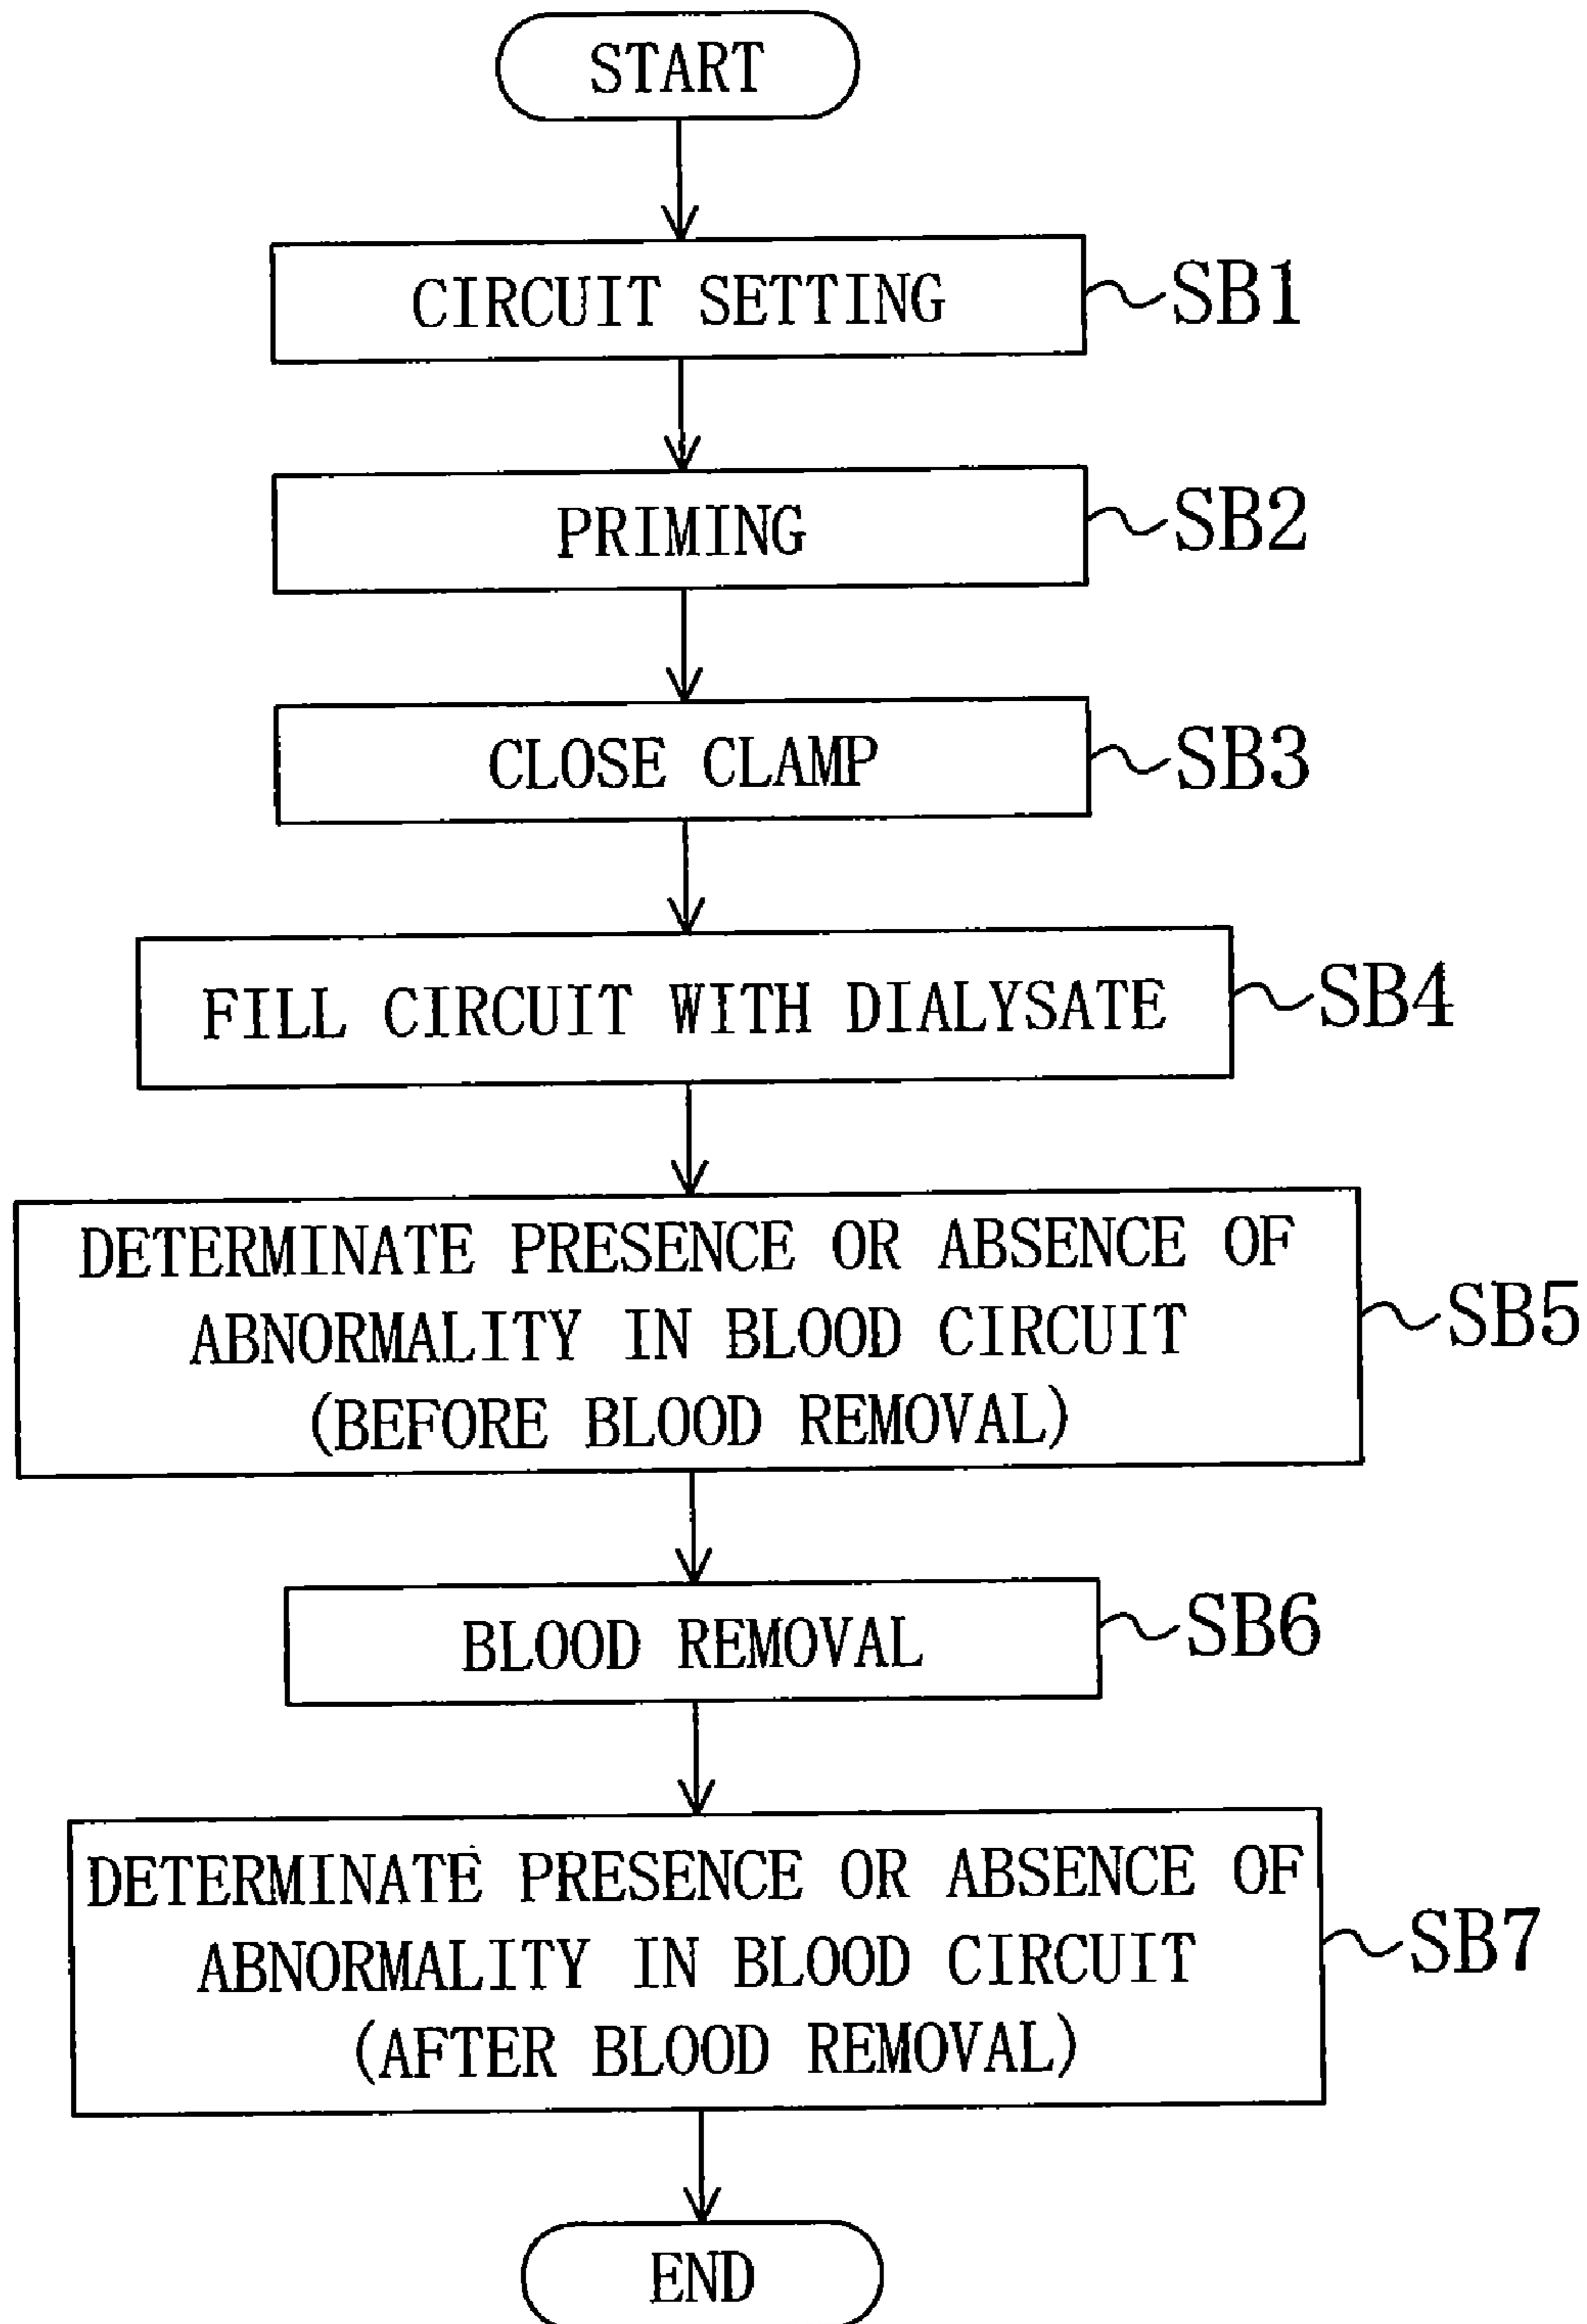 START
CIRCUIT SETTING
SB1
PRIMING
SB2
CLOSE CLAMP
SB3
FILL CIRCUIT WITH DIALYSATE
SB4
DETERMINATE PRESENCE OR ABSENCE OF
ABNORMALITY IN BLOOD CIRCUIT
(BEFORE BLOOD REMOVAL)
SB5
BLOOD REMOVAL
SB6
DETERMINATE PRESENCE OR ABSENCE OF
ABNORMALITY IN BLOOD CIRCUIT
(AFTER BLOOD REMOVAL)
SB7
END